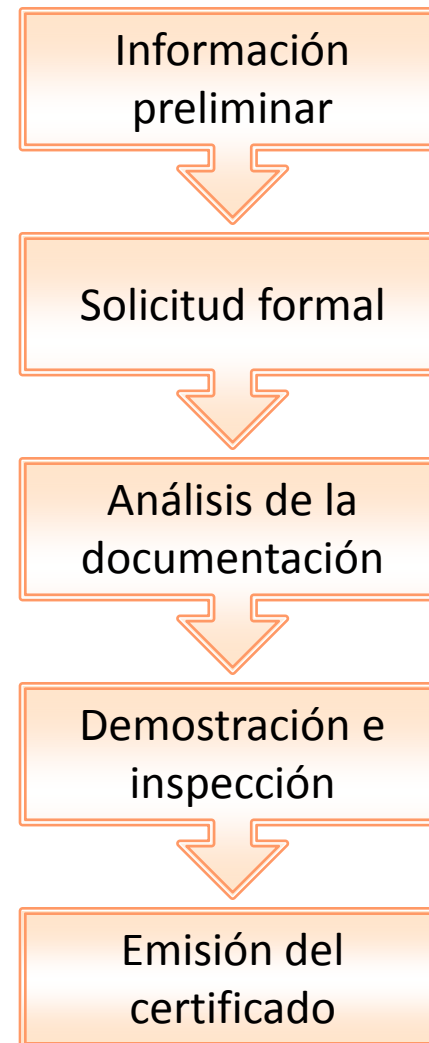 Información
preliminar
Solicitud formal
Análisis de la
documentación
Demostración e
inspección
Emisión del
certificado